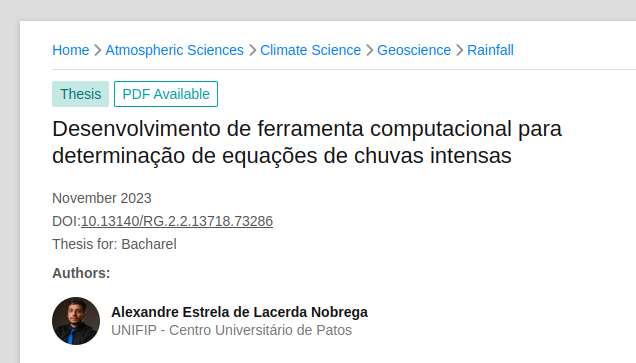 Home > Atmospheric Sciences > Climate Science > Geoscience > Rainfall
Thesis PDF Available
Desenvolvimento de ferramenta computacional para
determinação de equações de chuvas intensas
November 2023
DOI:10.13140/RG.2.2.13718.73286
Thesis for: Bacharel
Authors:
Alexandre Estrela de Lacerda Nobrega
UNIFIP - Centro Universitário de Patos